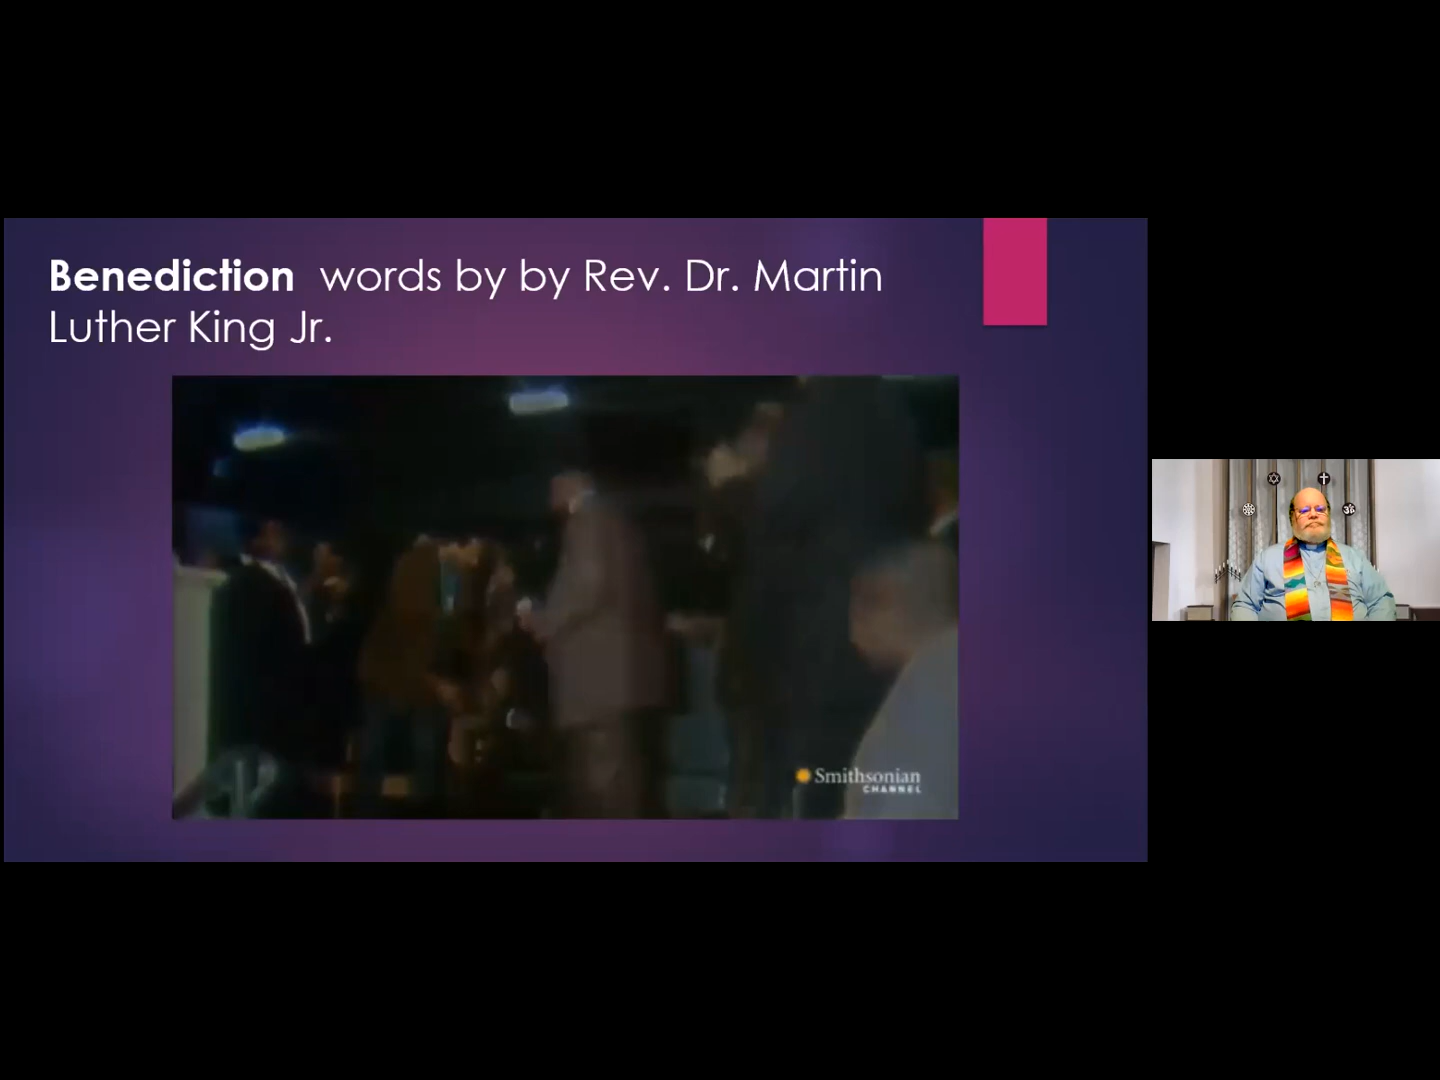 Benediction words by by Rev. Dr. Martin
Luther King Jr.
Smithsonian
CHANNEL